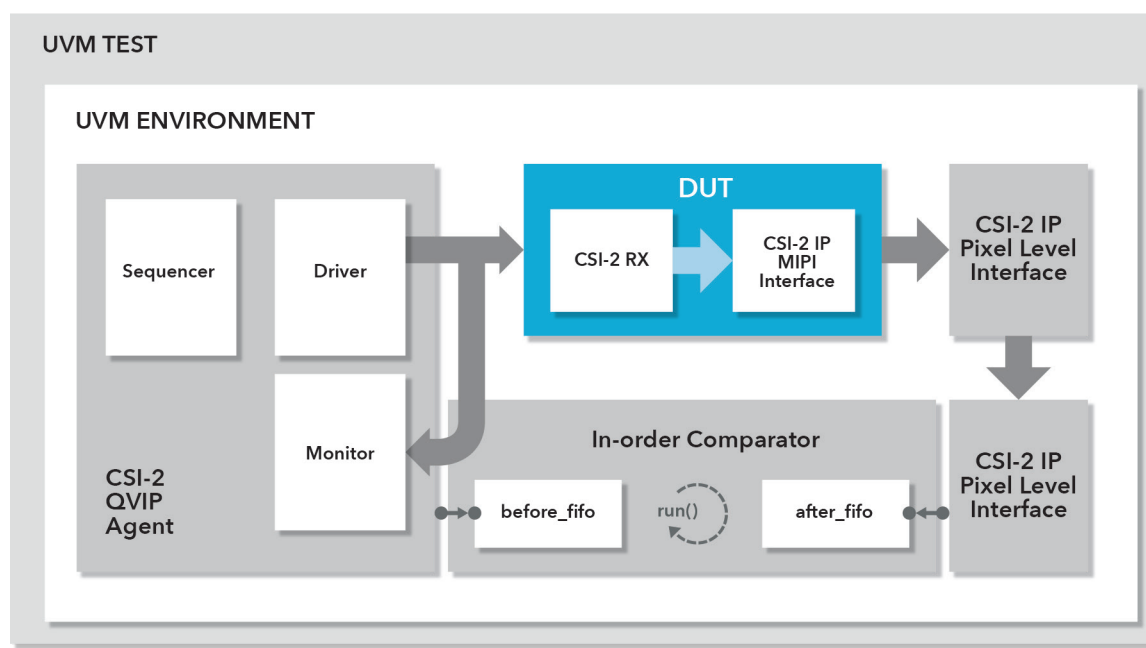 UVM TEST
UVM ENVIRONMENT
Sequencer
Driver
Monitor
CSI-2
QVIP
Agent
DUT
CSI-2 RX
CSI-2 IP
MIPI
Interface
CSI-2 IP
Pixel Level
Interface
In-order Comparator
before_fifo
run()
after_fifo
CSI-2 IP
Pixel Level
Interface